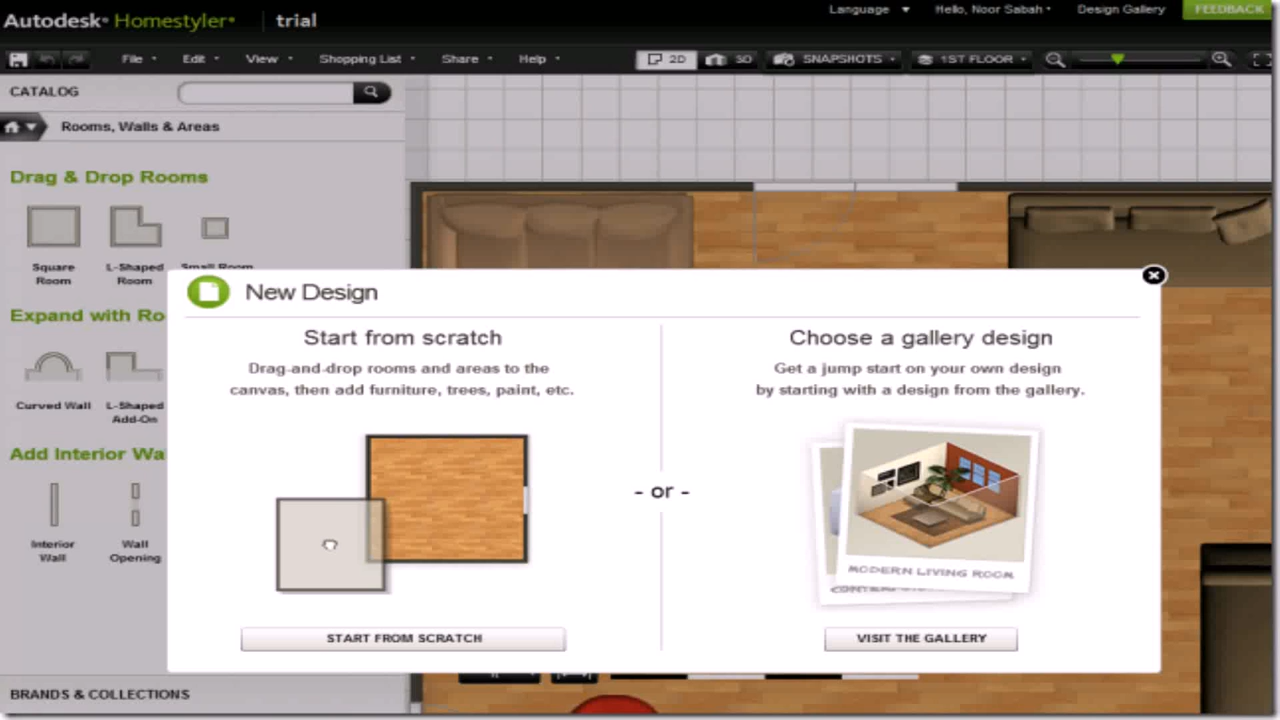 Autodesk® Homestyler® | trial
Language Hello, Noor Sabah Design Gallery FEEDBACK
File Edit View Shopping List Share Help 2D 3D SNAPSHOTS 1ST FLOOR
CATALOG
Rooms, Walls & Areas
Drag & Drop Rooms
Square Room
L-Shaped Room
Small Room
Expand with Ro
Curved Wall
L-Shaped Add-On
Add Interior Wa
Interior Wall
Wall Opening
BRANDS & COLLECTIONS
New Design
Start from scratch
Drag-and-drop rooms and areas to the
canvas, then add furniture, trees, paint, etc.
START FROM SCRATCH
- or -
Choose a gallery design
Get a jump start on your own design
by starting with a design from the gallery.
MODERN LIVING ROOM
VISIT THE GALLERY